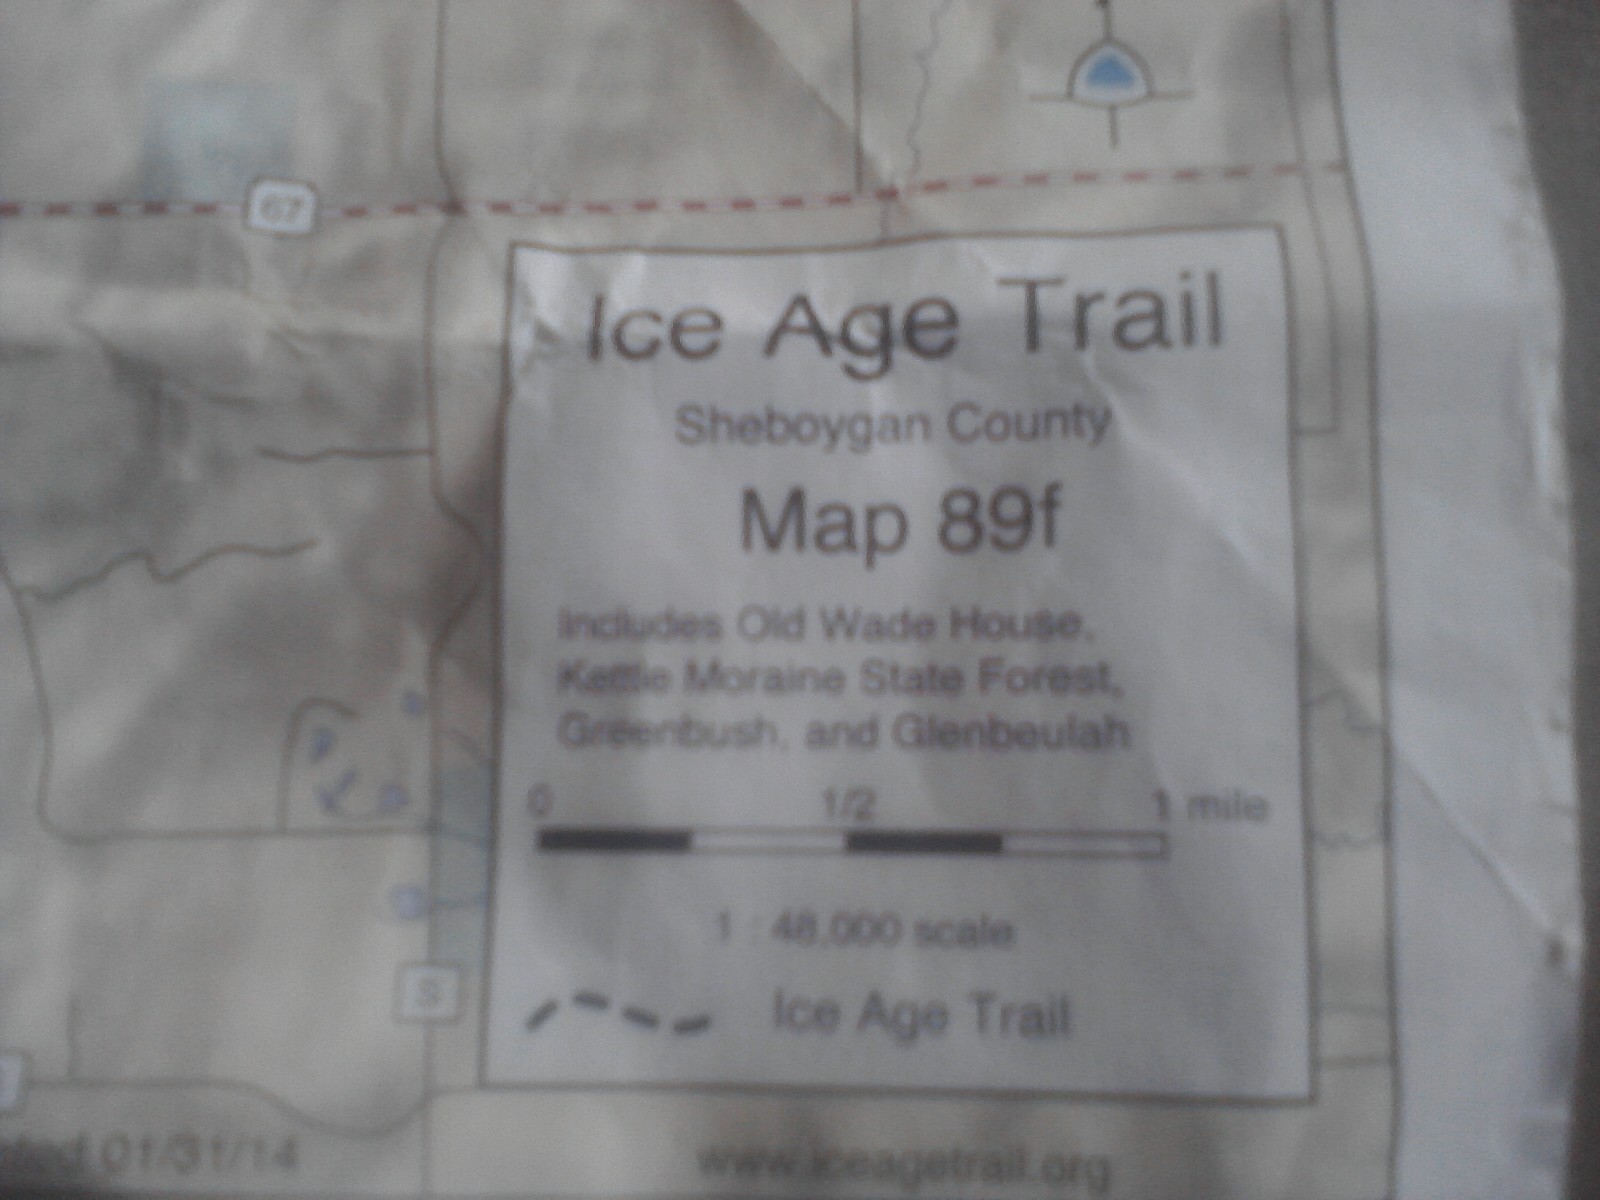 67
Ice Age Trail
Sheboygan County
Map 89f
Includes Old Wade House,
Kettle Moraine State Forest,
Greenbush, and Glenbeulah
0 1/2 1 mile
1 : 48,000 scale
Ice Age Trail
01/31/14
www.iceagetrail.org